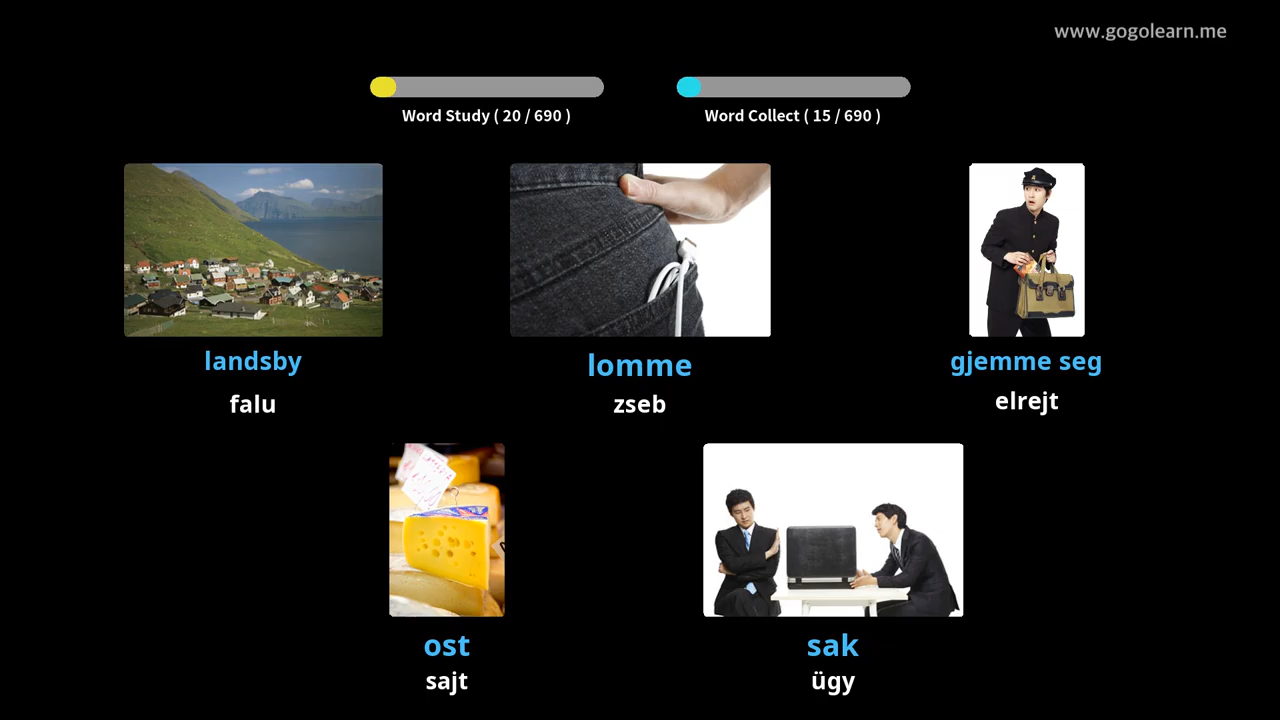 www.gogolearn.me
Word Study ( 20 / 690 )
Word Collect ( 15 / 690 )
landsby
lomme
gjemme seg
falu
zseb
elrejt
ost
sak
sajt
ügy